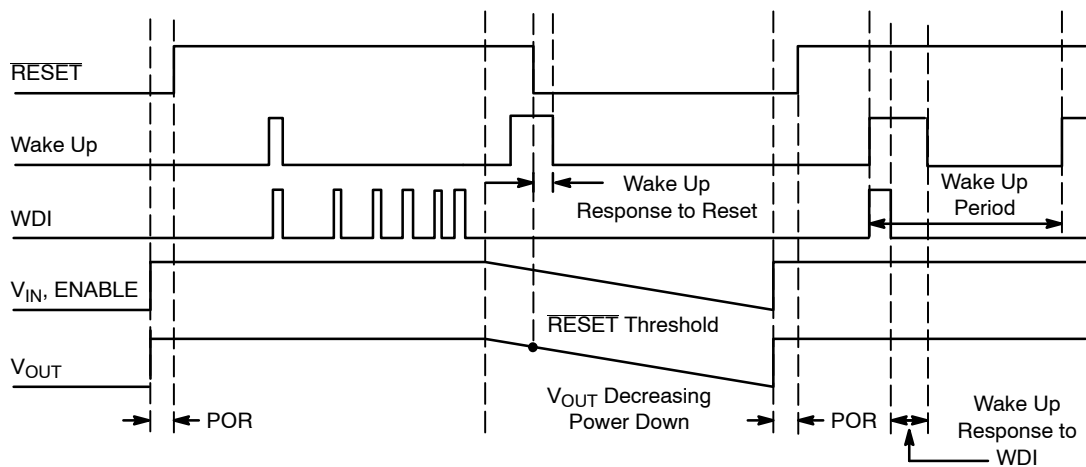 RESET
Wake Up
Wake Up
Response to Reset
Wake Up
Period
WDI
VIN, ENABLE
RESET Threshold
VOUT
VOUT Decreasing
Power Down
POR
POR
Wake Up
Response to
WDI